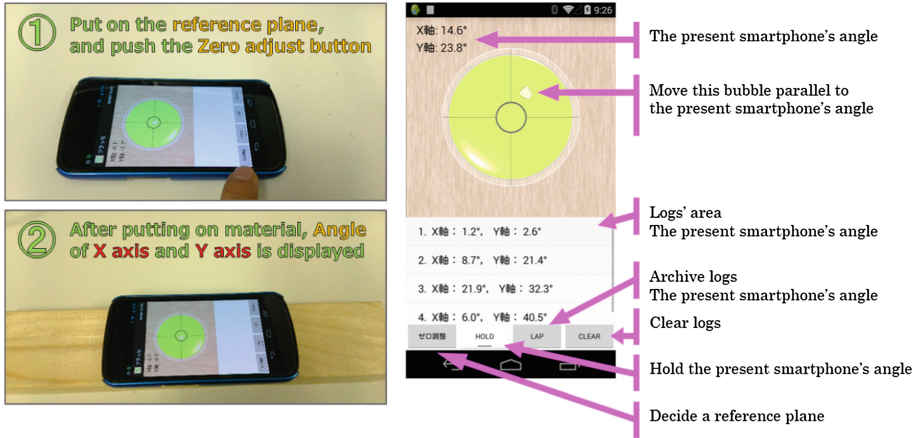 ① Put on the reference plane,
and push the Zero adjust button
② After putting on material, Angle
of X axis and Y axis is displayed
9:26
X軸: 14.6°
Y軸: 23.8°
1. X軸： 1.2°, Y軸： 2.6°
2. X軸： 8.7°, Y軸： 21.4°
3. X軸： 21.9°, Y軸： 32.3°
4. X軸： 6.0°, Y軸： 40.5°
ゼロ調整 HOLD LAP CLEAR
The present smartphone's angle
Move this bubble parallel to
the present smartphone's angle
Logs' area
The present smartphone's angle
Archive logs
The present smartphone's angle
Clear logs
Hold the present smartphone's angle
Decide a reference plane